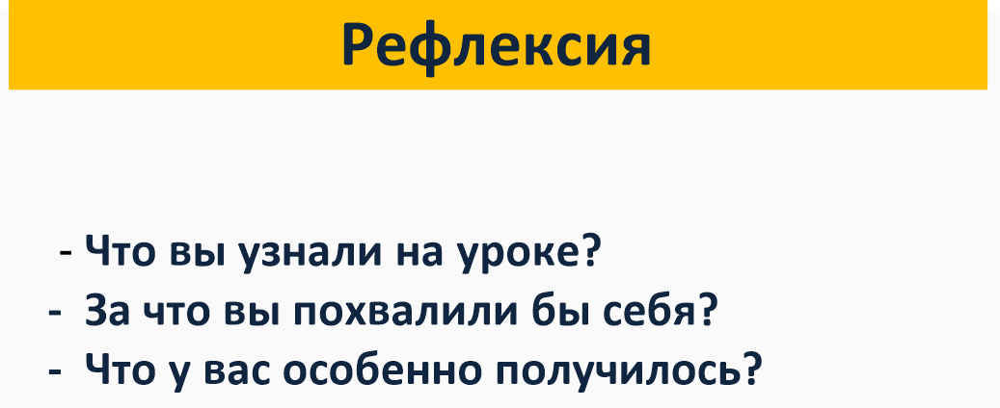 Рефлексия
- Что вы узнали на уроке?
- За что вы похвалили бы себя?
- Что у вас особенно получилось?